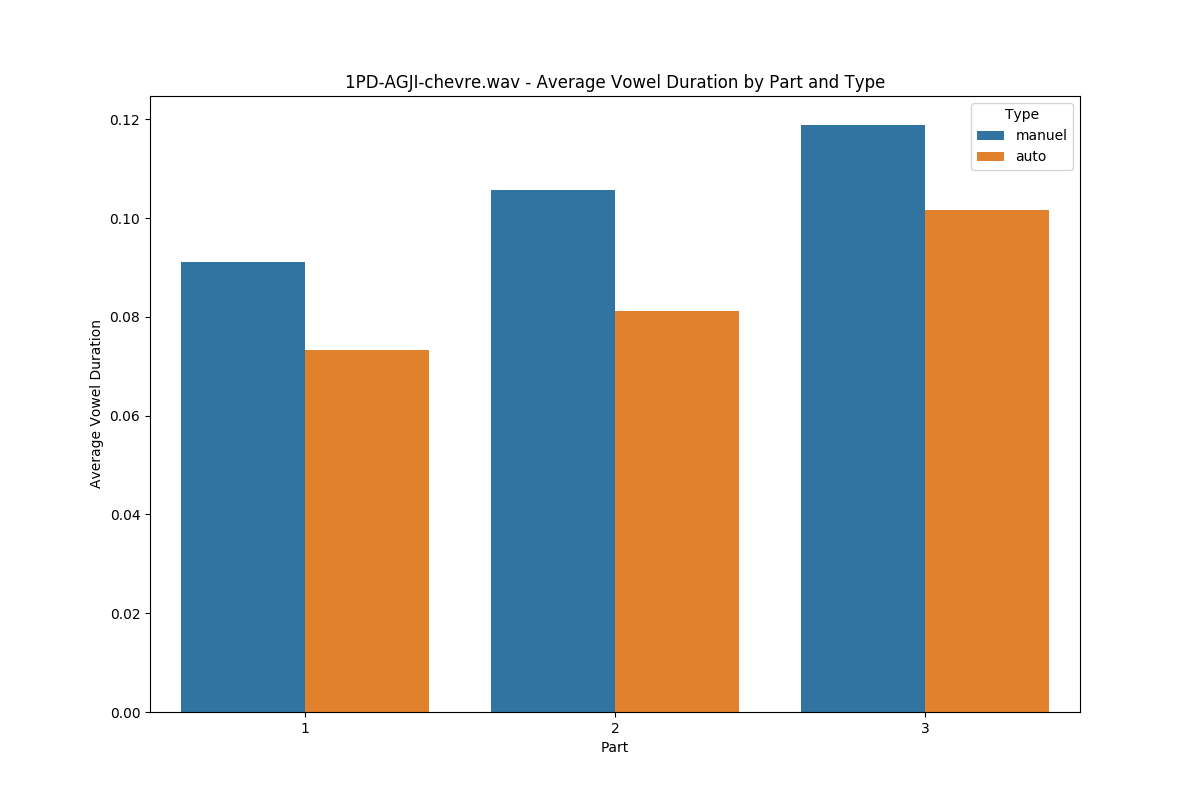 1PD-AGJI-chevre.wav - Average Vowel Duration by Part and Type
Type
manuel
auto
Average Vowel Duration
0.12
0.10
0.08
0.06
0.04
0.02
0.00
1 2 3
Part